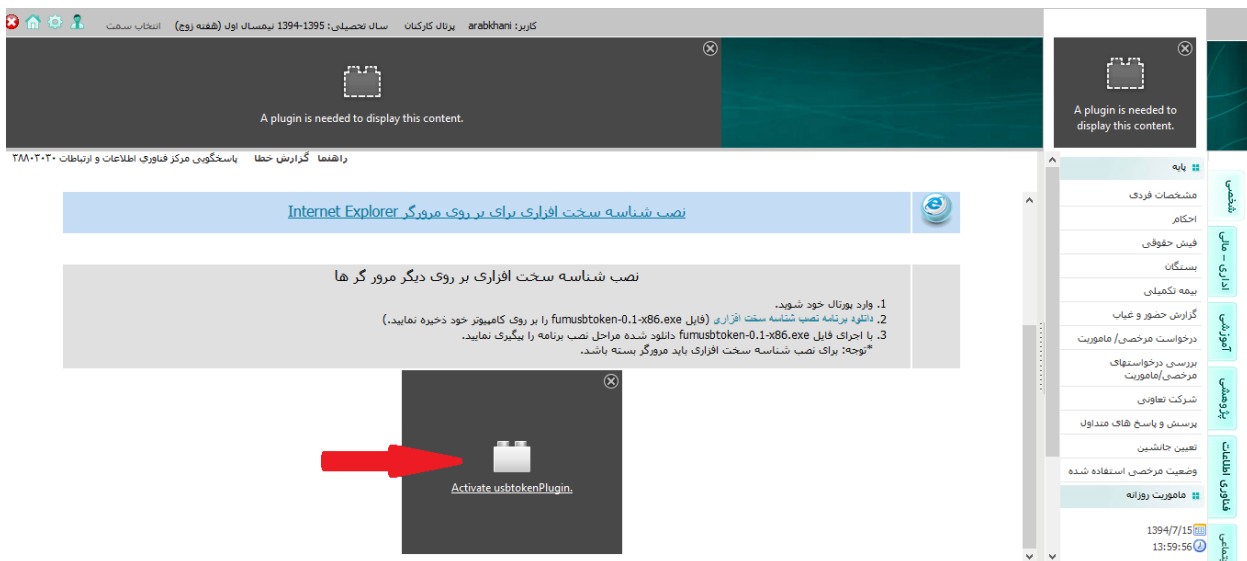 کاربر: arabkhani پرتال کارکنان سال تحصیلی: 1395-1394 نیمسال اول (هفته زوج) انتخاب سمت
A plugin is needed to display this content.
A plugin is needed to
display this content.
راهنما گزارش خطا پاسخگویی مرکز فناوری اطلاعات و ارتباطات ۳۸۸۰۳۰۳۰
نصب شناسه سخت افزاری برای بر روی مرورگر Internet Explorer
نصب شناسه سخت افزاری بر روی دیگر مرور گر ها
1. وارد پورتال خود شوید.
2. دانلود برنامه نصب شناسه سخت افزاری (فایل fumusbtoken-0.1-x86.exe را بر روی کامپیوتر خود ذخیره نمایید.)
3. با اجرای فایل fumusbtoken-0.1-x86.exe دانلود شده مراحل نصب برنامه را پیگیری نمایید.
*توجه: برای نصب شناسه سخت افزاری باید مرورگر بسته باشد.
Activate usbtokenPlugin.
پایه
مشخصات فردی
احکام
فیش حقوقی
بستگان
بیمه تکمیلی
گزارش حضور و غیاب
درخواست مرخصی/ ماموریت
بررسی درخواستهای
مرخصی/ماموریت
شرکت تعاونی
پرسش و پاسخ های متداول
تعیین جانشین
وضعیت مرخصی استفاده شده
ماموریت روزانه
1394/7/15
13:59:56
شخصی
اداری – مالی
آموزشی
پژوهشی
فناوری اطلاعات